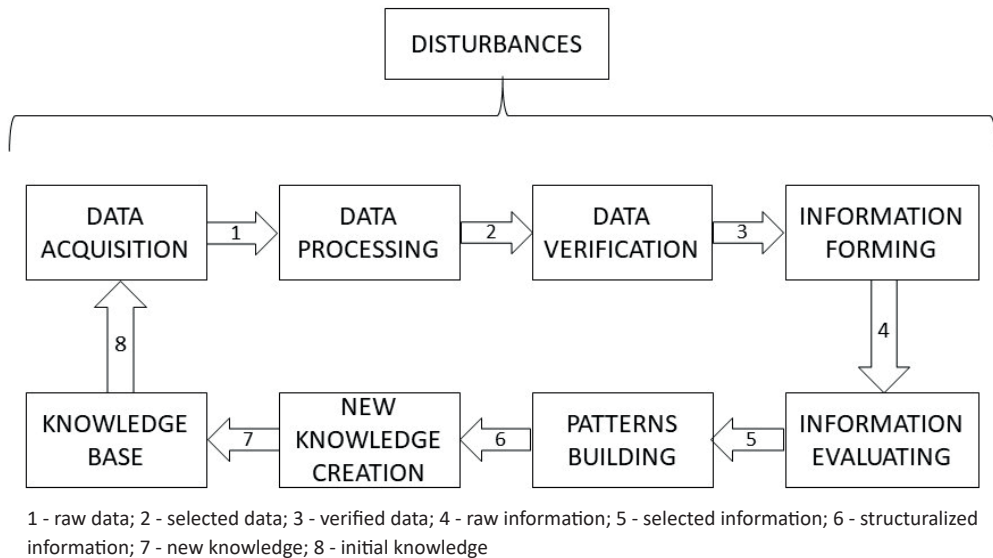 DISTURBANCES
DATA
ACQUISITION
1
DATA
PROCESSING
2
DATA
VERIFICATION
3
INFORMATION
FORMING
4
INFORMATION
EVALUATING
5
PATTERNS
BUILDING
6
NEW
KNOWLEDGE
CREATION
7
KNOWLEDGE
BASE
8
1 - raw data; 2 - selected data; 3 - verified data; 4 - raw information; 5 - selected information; 6 - structuralized
information; 7 - new knowledge; 8 - initial knowledge